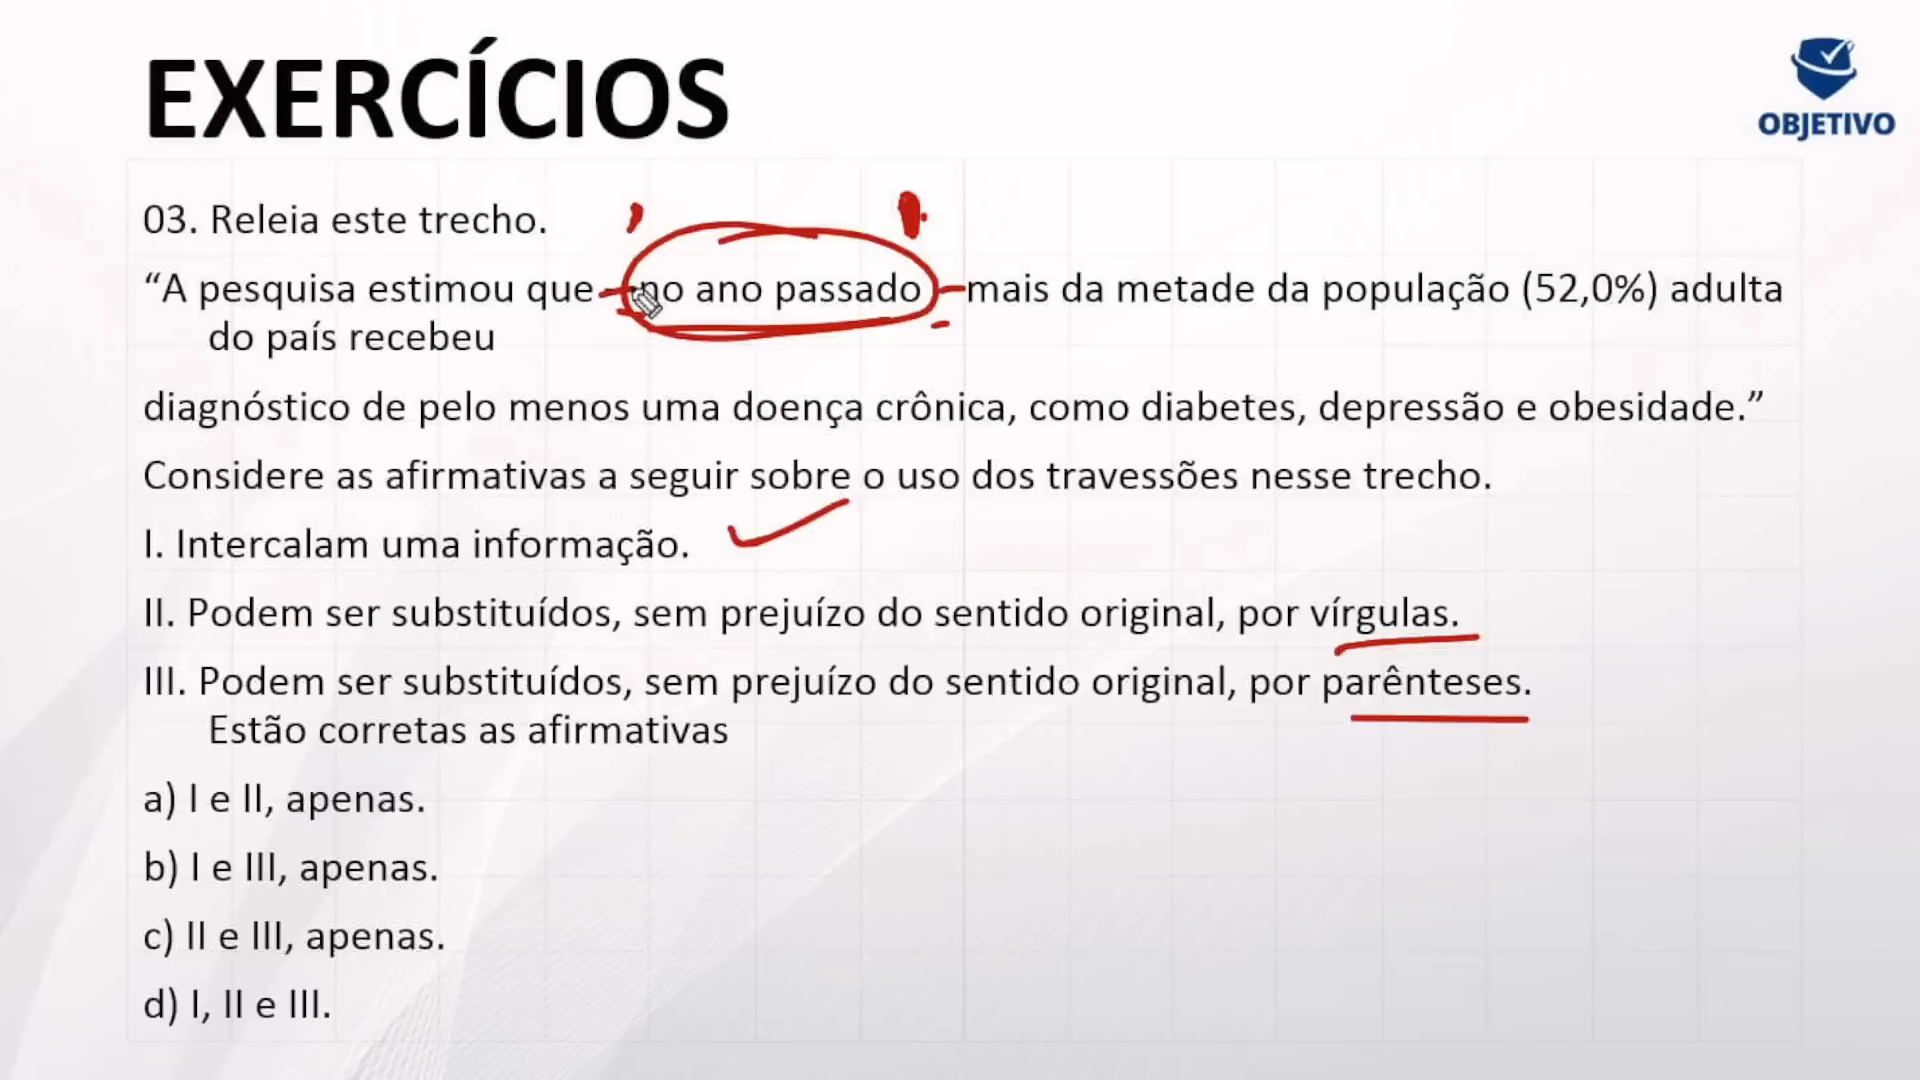 EXERCÍCIOS
OBJETIVO
03. Releia este trecho.
“A pesquisa estimou que – no ano passado – mais da metade da população (52,0%) adulta
do país recebeu
diagnóstico de pelo menos uma doença crônica, como diabetes, depressão e obesidade.”
Considere as afirmativas a seguir sobre o uso dos travessões nesse trecho.
I. Intercalam uma informação.
II. Podem ser substituídos, sem prejuízo do sentido original, por vírgulas.
III. Podem ser substituídos, sem prejuízo do sentido original, por parênteses.
Estão corretas as afirmativas
a) I e II, apenas.
b) I e III, apenas.
c) II e III, apenas.
d) I, II e III.